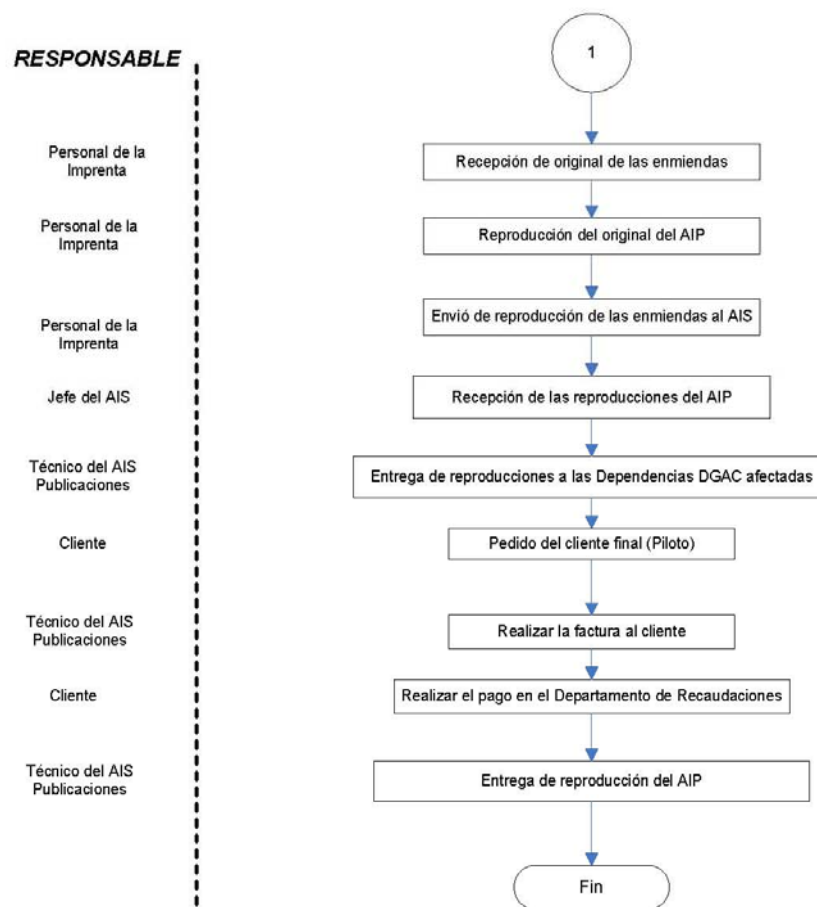 RESPONSABLE
1
Personal de la
Imprenta
Recepción de original de las enmiendas
Personal de la
Imprenta
Reproducción del original del AIP
Personal de la
Imprenta
Envió de reproducción de las enmiendas al AIS
Jefe del AIS
Recepción de las reproducciones del AIP
Técnico del AIS
Publicaciones
Entrega de reproducciones a las Dependencias DGAC afectadas
Cliente
Pedido del cliente final (Piloto)
Técnico del AIS
Publicaciones
Realizar la factura al cliente
Cliente
Realizar el pago en el Departamento de Recaudaciones
Técnico del AIS
Publicaciones
Entrega de reproducción del AIP
Fin